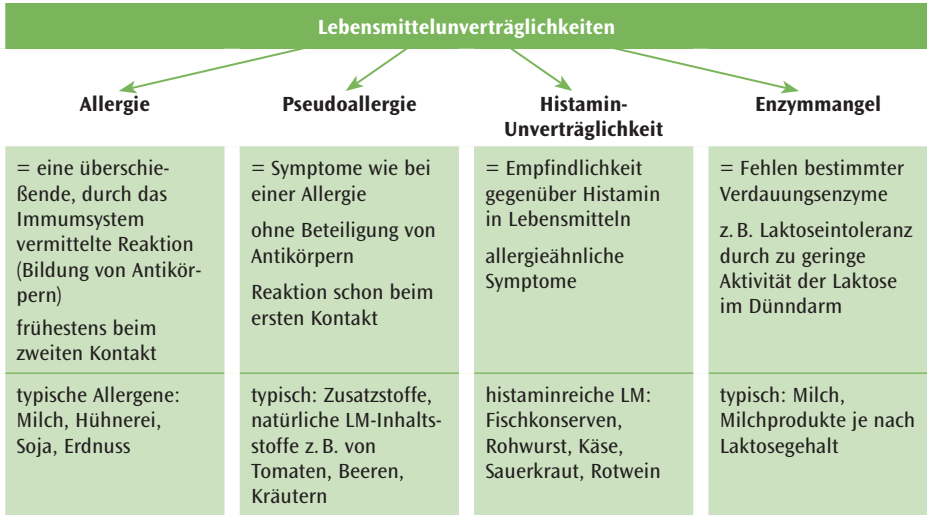 Lebensmittelunverträglichkeiten
Allergie
= eine überschie-
ßende, durch das
Immumsystem
vermittelte Reaktion
(Bildung von Antikör-
pern)
frühestens beim
zweiten Kontakt
typische Allergene:
Milch, Hühnerei,
Soja, Erdnuss
Pseudoallergie
= Symptome wie bei
einer Allergie
ohne Beteiligung von
Antikörpern
Reaktion schon beim
ersten Kontakt
typisch: Zusatzstoffe,
natürliche LM-Inhalts-
stoffe z. B. von
Tomaten, Beeren,
Kräutern
Histamin-
Unverträglichkeit
= Empfindlichkeit
gegenüber Histamin
in Lebensmitteln
allergieähnliche
Symptome
histaminreiche LM:
Fischkonserven,
Rohwurst, Käse,
Sauerkraut, Rotwein
Enzymmangel
= Fehlen bestimmter
Verdauungsenzyme
z. B. Laktoseintoleranz
durch zu geringe
Aktivität der Laktose
im Dünndarm
typisch: Milch,
Milchprodukte je nach
Laktosegehalt